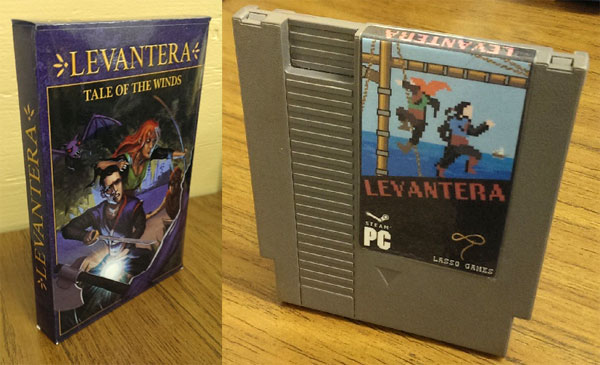 LEVANTERA
TALE OF THE WINDS
LEVANTERA
LEVANTERA
LEVANTERA
STEAM
PC
LASSO GAMES